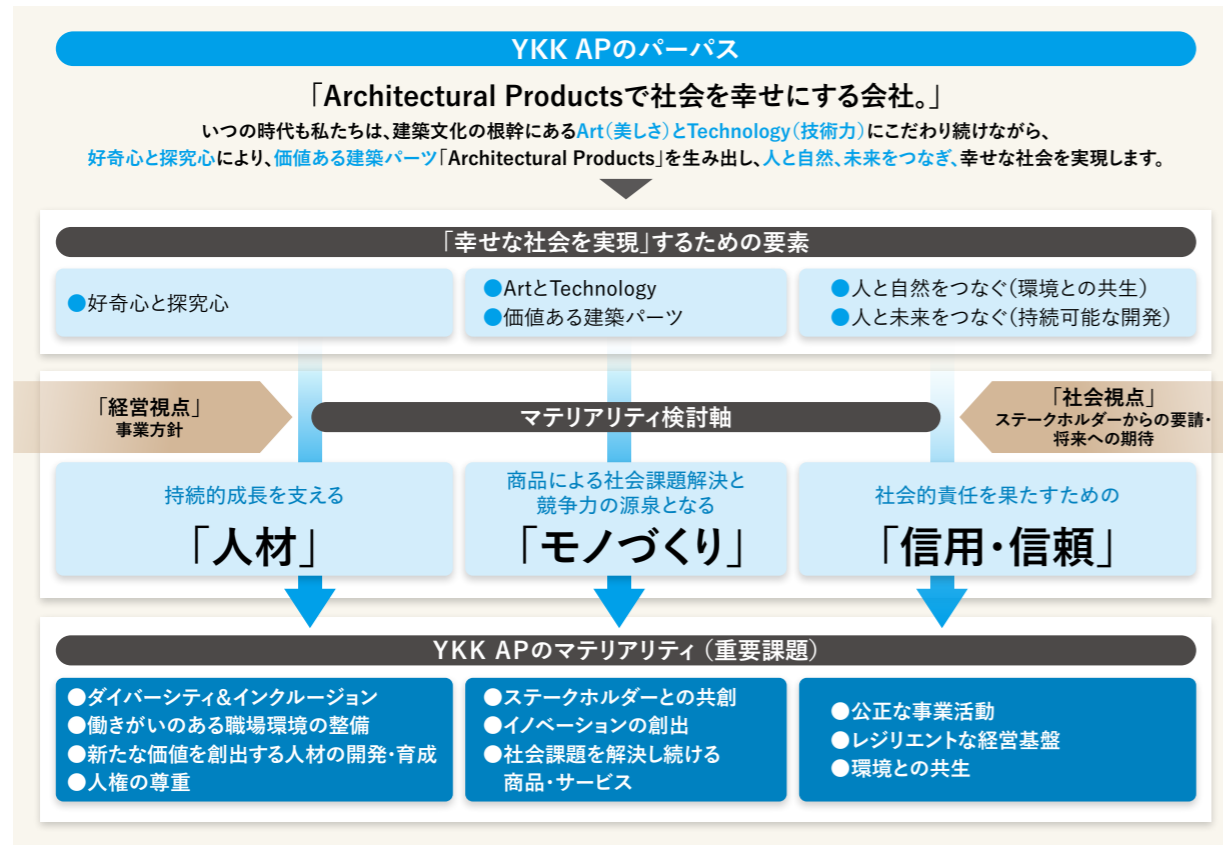 YKK APのパーパス
「Architectural Productsで社会を幸せにする会社。」
いつの時代も私たちは、建築文化の根幹にあるArt(美しさ)とTechnology(技術力)にこだわり続けながら、
好奇心と探究心により、価値ある建築パーツ「Architectural Products」を生み出し、人と自然、未来をつなぎ、幸せな社会を実現します。
「幸せな社会を実現」するための要素
●好奇心と探究心
●ArtとTechnology
●価値ある建築パーツ
●人と自然をつなぐ(環境との共生)
●人と未来をつなぐ(持続可能な開発)
「経営視点」
事業方針
マテリアリティ検討軸
「社会視点」
ステークホルダーからの要請・
将来への期待
持続的成長を支える
「人材」
商品による社会課題解決と
競争力の源泉となる
「モノづくり」
社会的責任を果たすための
「信用・信頼」
YKK APのマテリアリティ(重要課題)
●ダイバーシティ&インクルージョン
●働きがいのある職場環境の整備
●新たな価値を創出する人材の開発・育成
●人権の尊重
●ステークホルダーとの共創
●イノベーションの創出
●社会課題を解決し続ける
商品・サービス
●公正な事業活動
●レジリエントな経営基盤
●環境との共生